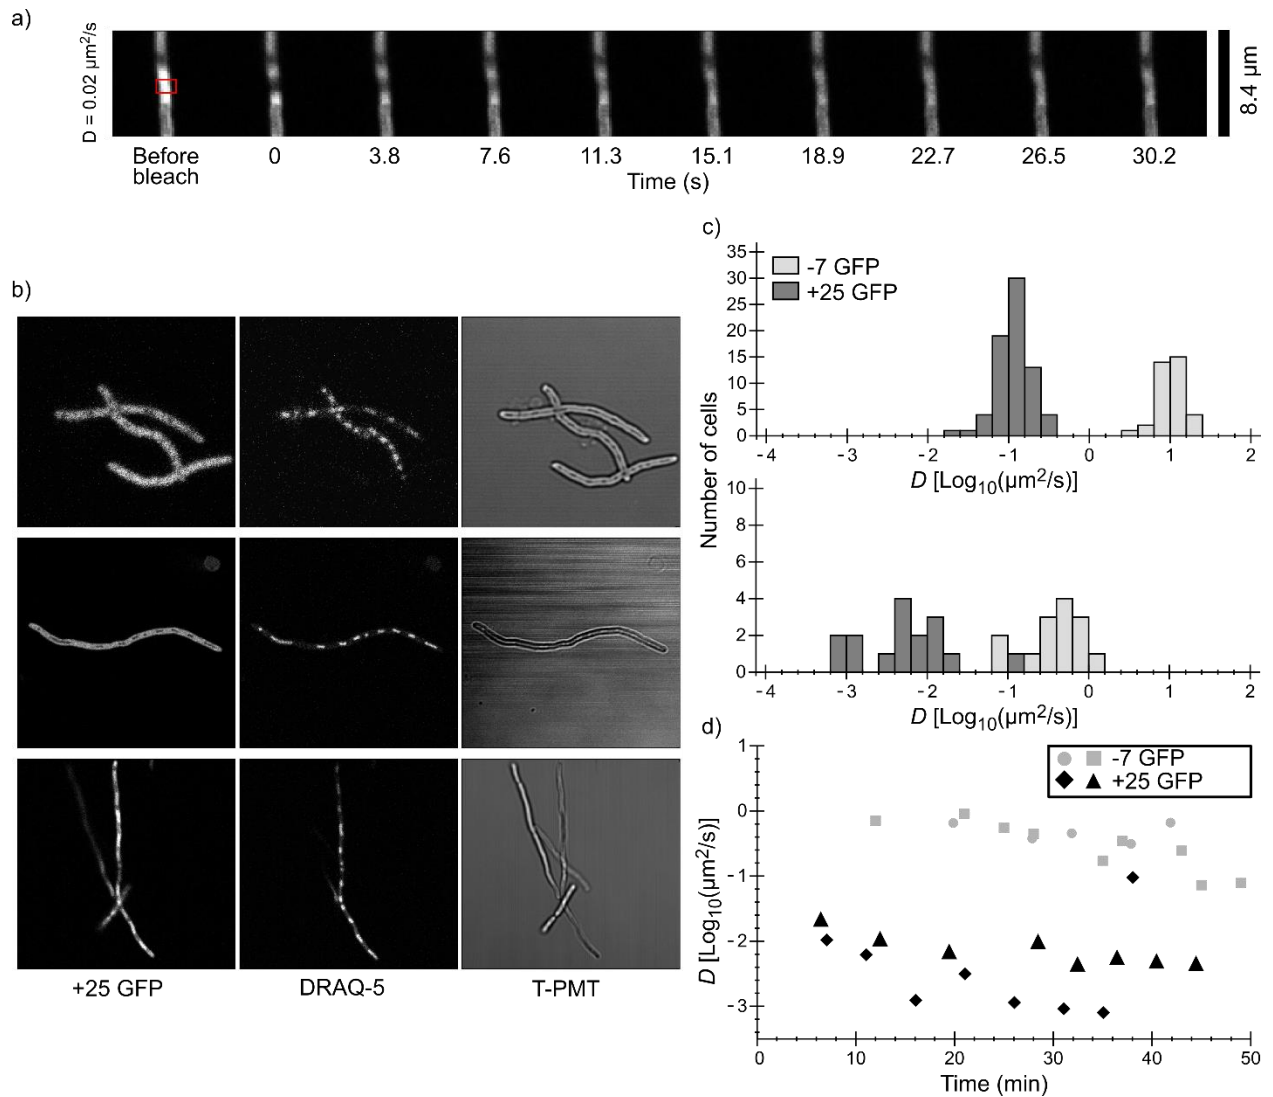 a)
D = 0.02 µm²/s
8.4 µm
Before
bleach
0 3.8 7.6 11.3 15.1 18.9 22.7 26.5 30.2
Time (s)
b)
+25 GFP DRAQ-5 T-PMT
c)
-7 GFP
+25 GFP
35
30
25
20
15
10
5
0
-4 -3 -2 -1 0 1 2
D [Log₁₀(µm²/s)]
Number of cells
10
8
6
4
2
0
-4 -3 -2 -1 0 1 2
D [Log₁₀(µm²/s)]
d)
-7 GFP
+25 GFP
1
0
-1
-2
-3
D [Log₁₀(µm²/s)]
0 10 20 30 40 50
Time (min)